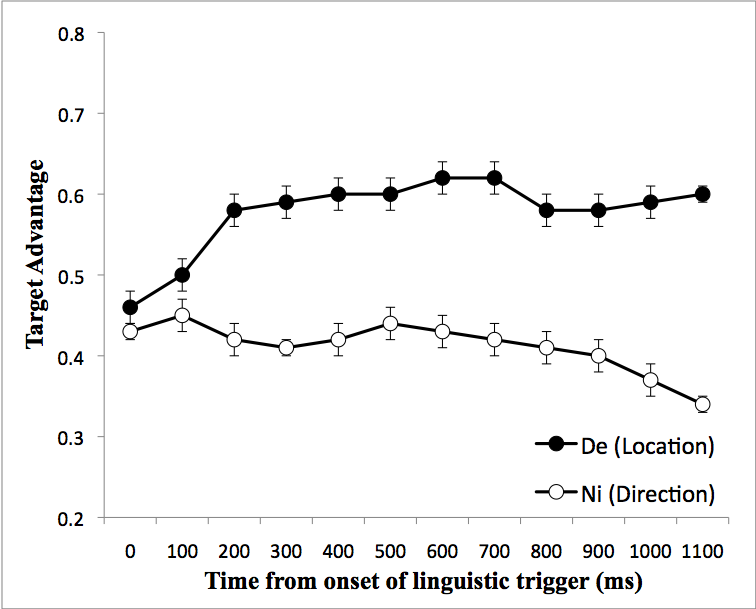 0.8
0.7
0.6
0.5
0.4
0.3
0.2
Target Advantage
De (Location)
Ni (Direction)
0 100 200 300 400 500 600 700 800 900 1000 1100
Time from onset of linguistic trigger (ms)